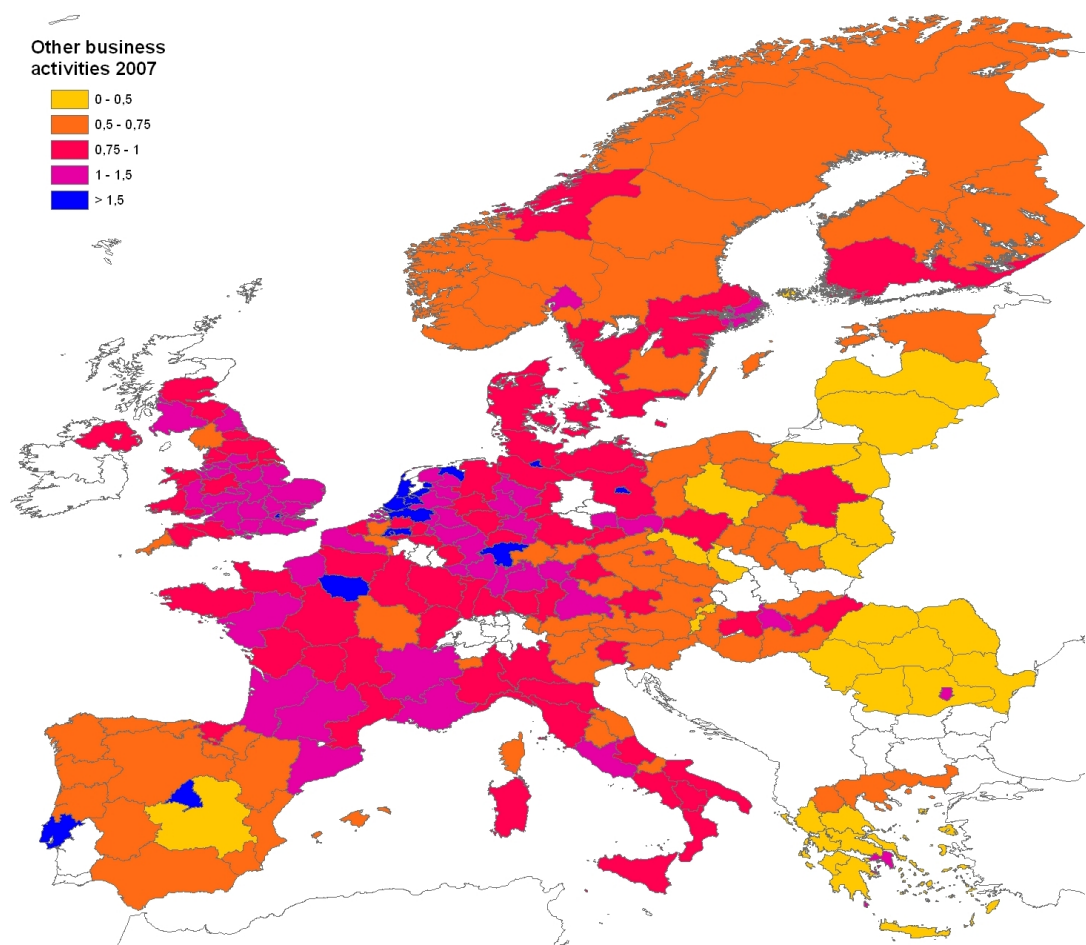 Other business
activities 2007
0 - 0,5
0,5 - 0,75
0,75 - 1
1 - 1,5
> 1,5